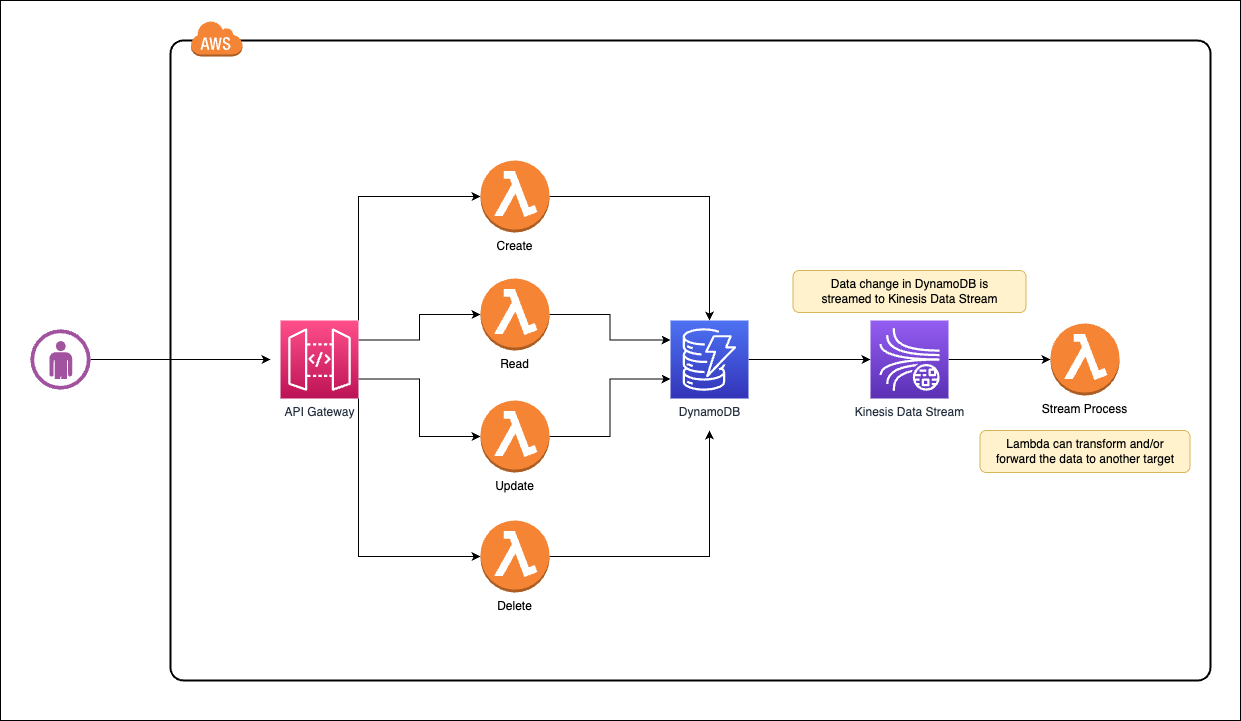 AWS
Create
Data change in DynamoDB is
streamed to Kinesis Data Stream
Read
API Gateway
DynamoDB
Kinesis Data Stream
Stream Process
Lambda can transform and/or
forward the data to another target
Update
Delete